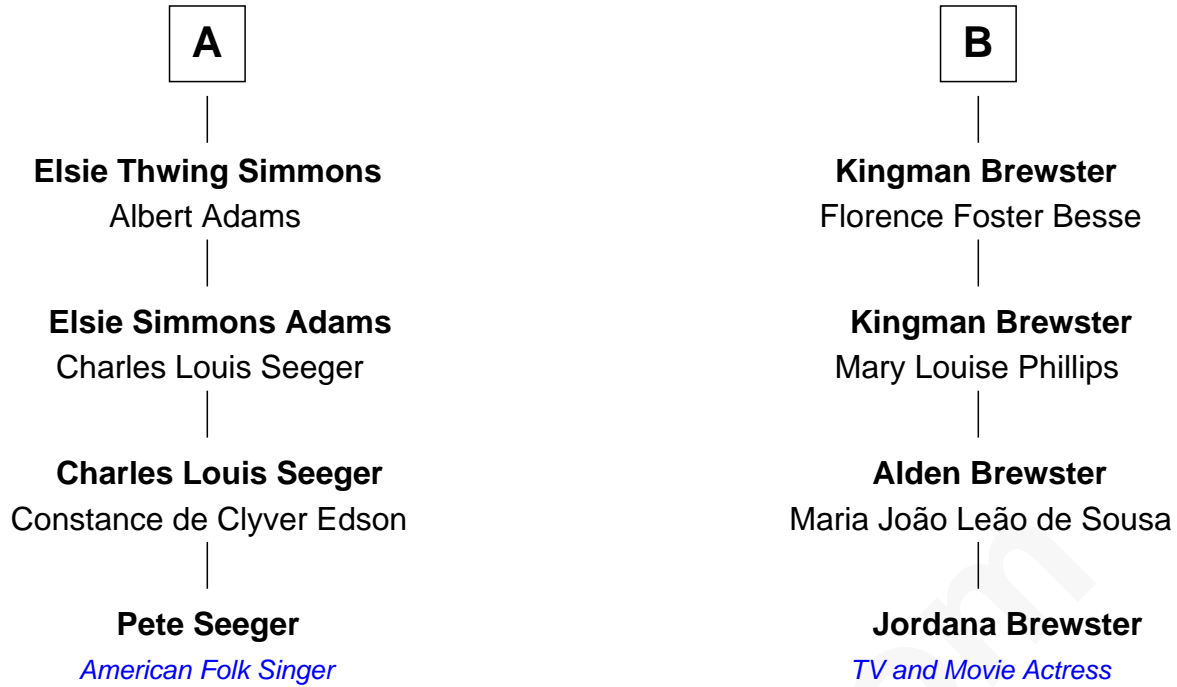 A
Elsie Thwing Simmons
Albert Adams
Elsie Simmons Adams
Charles Louis Seeger
Charles Louis Seeger
Constance de Clyver Edson
Pete Seeger
American Folk Singer
B
Kingman Brewster
Florence Foster Besse
Kingman Brewster
Mary Louise Phillips
Alden Brewster
Maria João Leão de Sousa
Jordana Brewster
TV and Movie Actress